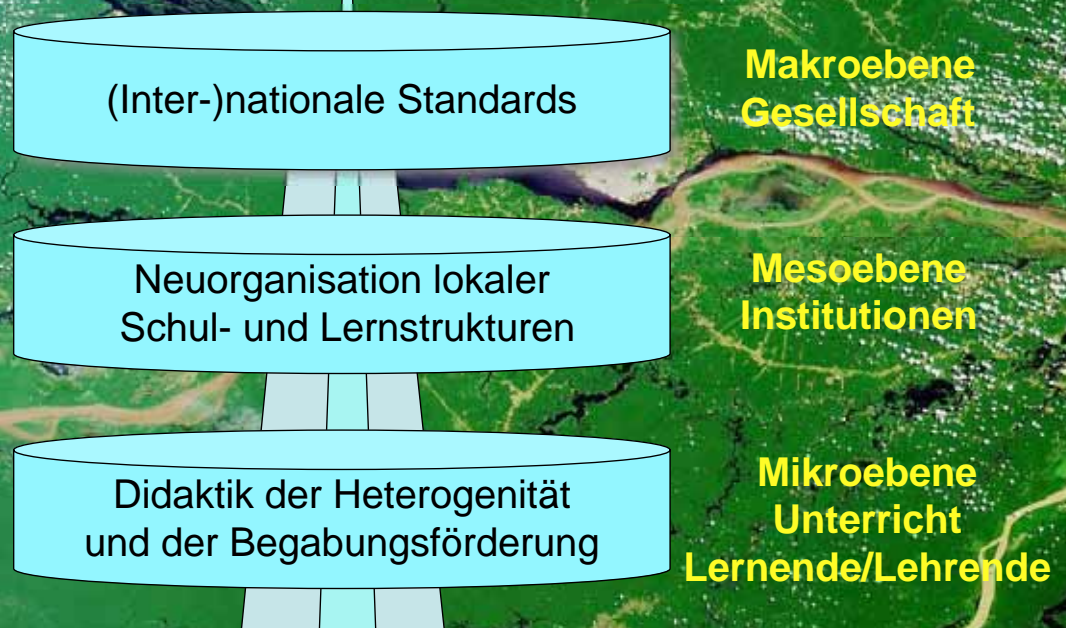 (Inter-)nationale Standards
Makroebene
Gesellschaft
Neuorganisation lokaler
Schul- und Lernstrukturen
Mesoebene
Institutionen
Didaktik der Heterogenität
und der Begabungsförderung
Mikroebene
Unterricht
Lernende/Lehrende